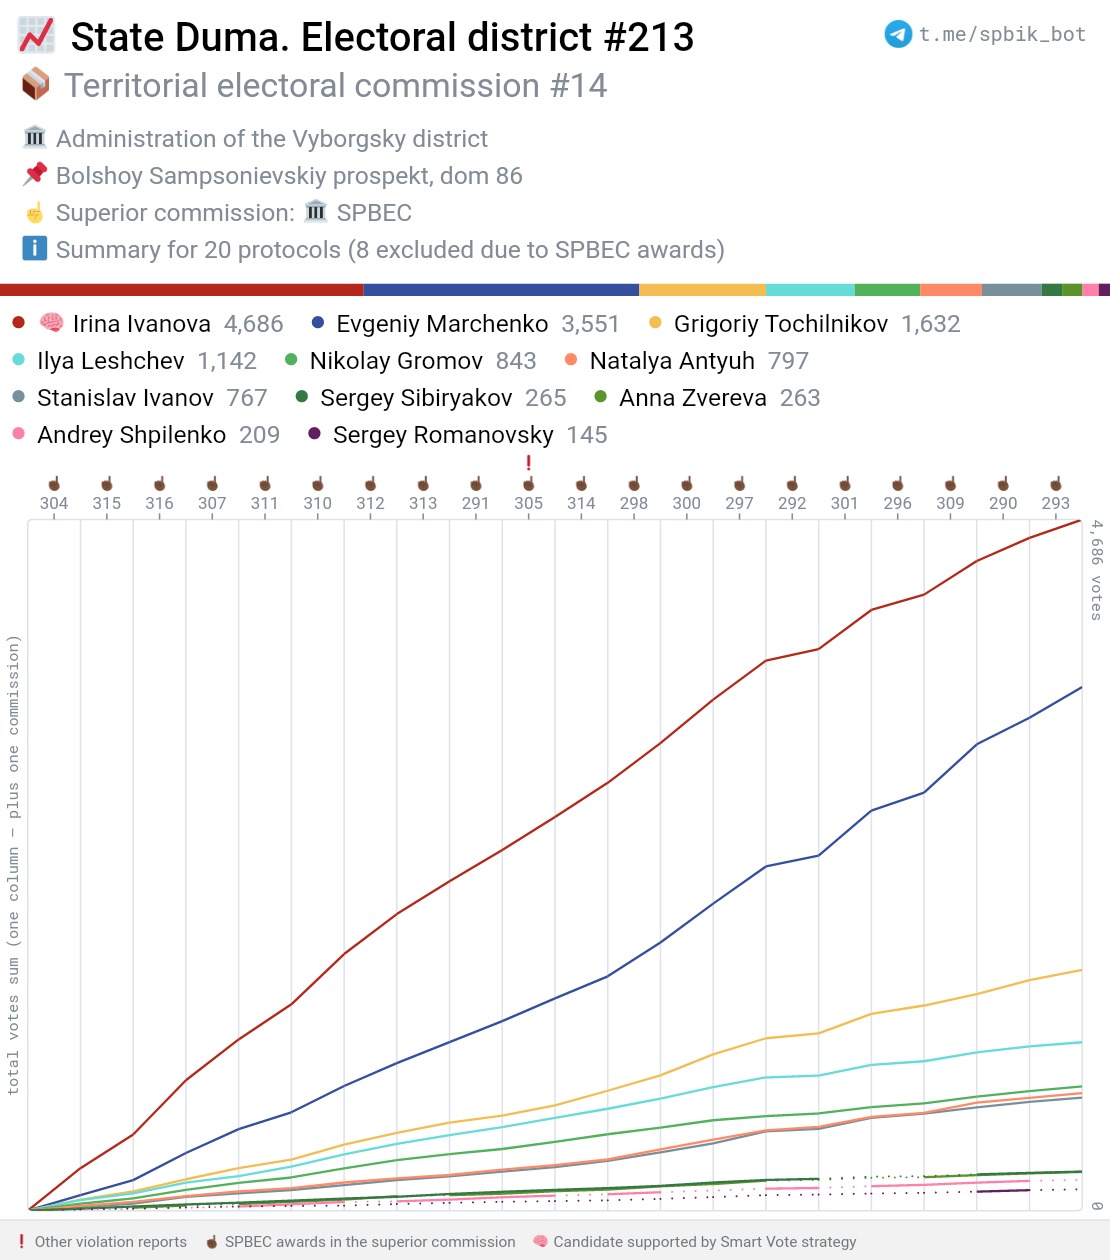 State Duma. Electoral district #213
t.me/spbik_bot
Territorial electoral commission #14
Administration of the Vyborgsky district
Bolshoy Sampsonievskiy prospekt, dom 86
Superior commission: SPBEC
Summary for 20 protocols (8 excluded due to SPBEC awards)
Irina Ivanova 4,686 Evgeniy Marchenko 3,551 Grigoriy Tochilnikov 1,632
Ilya Leshchev 1,142 Nikolay Gromov 843 Natalya Antyuh 797
Stanislav Ivanov 767 Sergey Sibiryakov 265 Anna Zvereva 263
Andrey Shpilenko 209 Sergey Romanovsky 145
304 315 316 307 311 310 312 313 291 305 314 298 300 297 292 301 296 309 290 293
4,686 votes
total votes sum (one column – plus one commission)
0
Other violation reports SPBEC awards in the superior commission Candidate supported by Smart Vote strategy